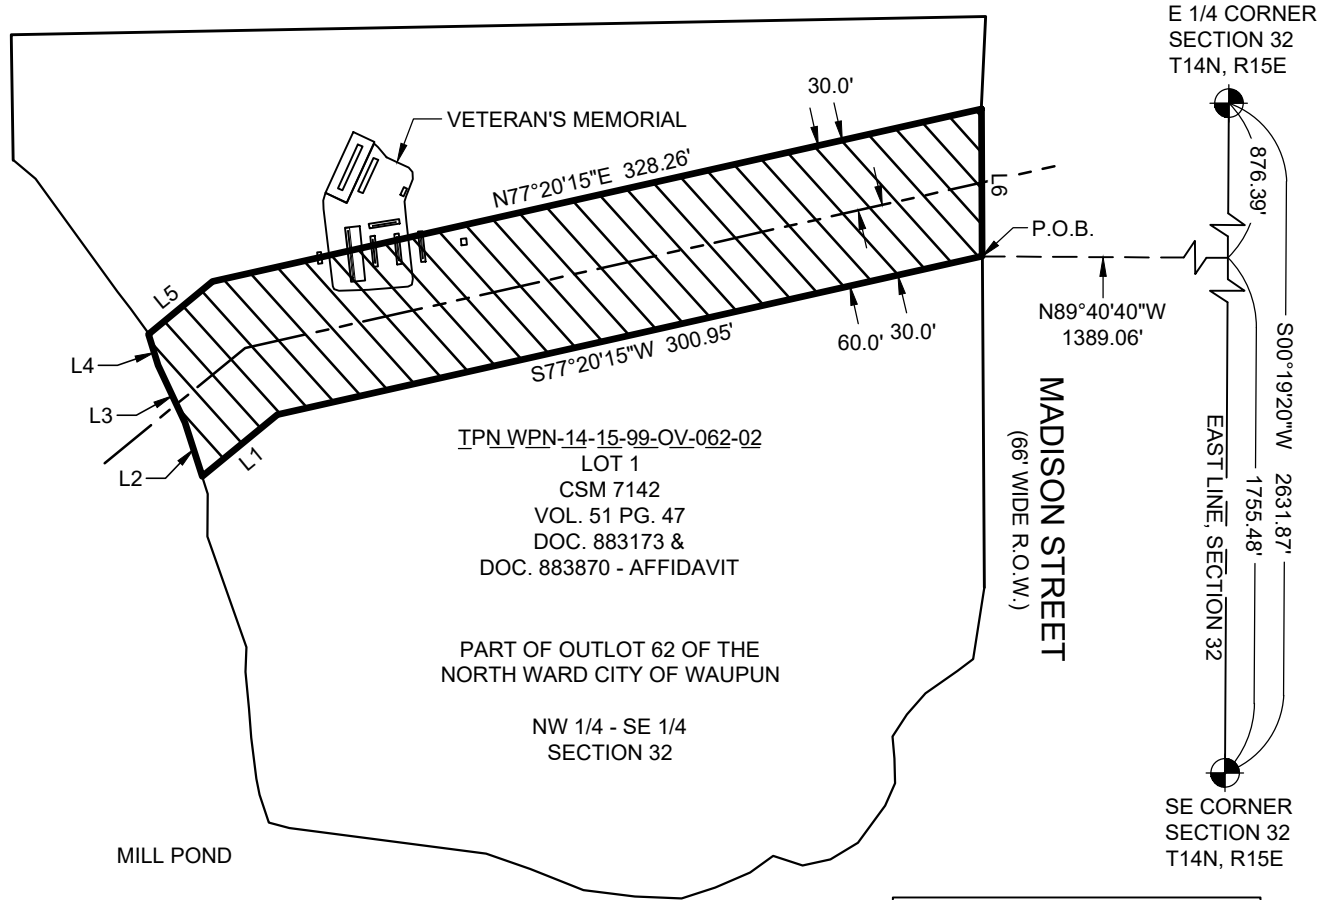 E 1/4 CORNER
SECTION 32
T14N, R15E
30.0'
VETERAN'S MEMORIAL
876.39'
N77°20'15"E 328.26'
L6
P.O.B.
L5
N89°40'40"W
1389.06'
30.0'
60.0'
L4
S77°20'15"W 300.95'
L3
L2
L1
MADISON STREET
(66' WIDE R.O.W.)
EAST LINE, SECTION 32
1755.48'
S00°19'20"W 2631.87'
TPN WPN-14-15-99-OV-062-02
LOT 1
CSM 7142
VOL. 51 PG. 47
DOC. 883173 &
DOC. 883870 - AFFIDAVIT
PART OF OUTLOT 62 OF THE
NORTH WARD CITY OF WAUPUN
NW 1/4 - SE 1/4
SECTION 32
SE CORNER
SECTION 32
T14N, R15E
MILL POND